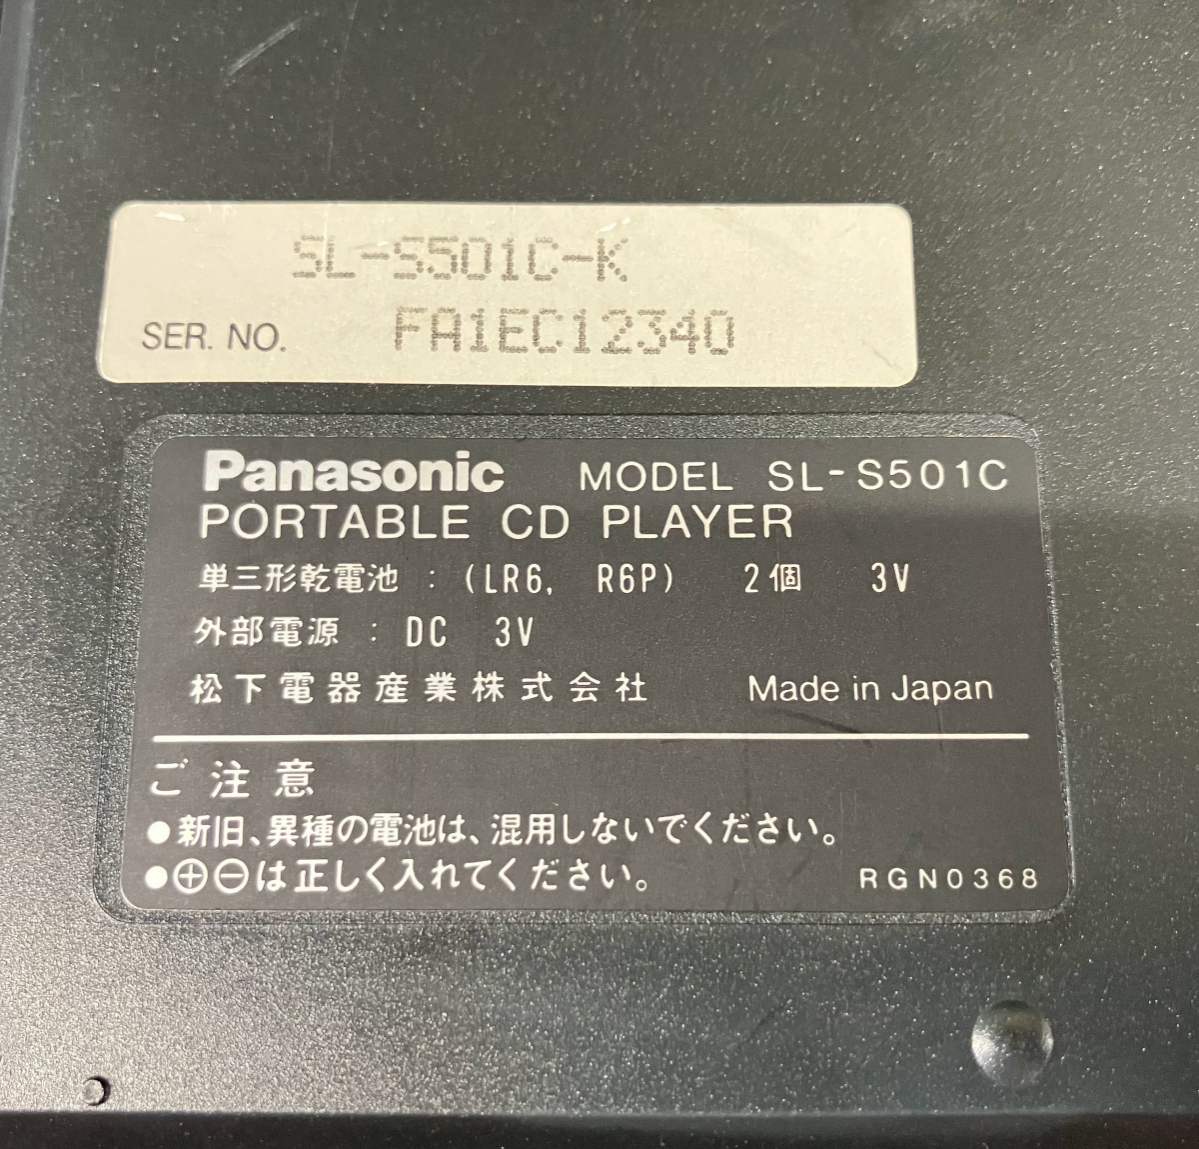 SL-S501C-K
SER. NO. FA1EC12340
Panasonic MODEL SL-S501C
PORTABLE CD PLAYER
単三形乾電池 : (LR6, R6P) 2個 3V
外部電源 : DC 3V
松下電器産業株式会社 Made in Japan
ご注意
●新旧、異種の電池は、混用しないでください。
●⊕⊖は正しく入れてください。 RGN0368